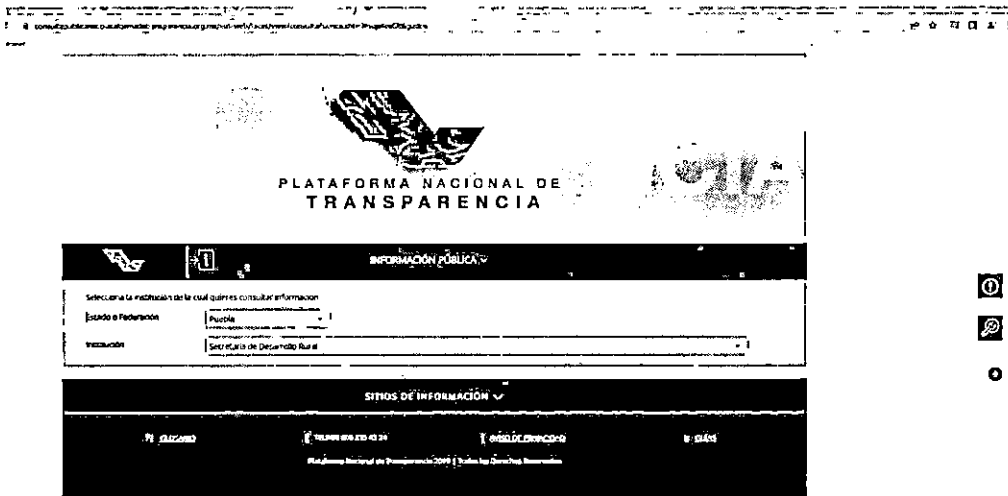 PLATAFORMA NACIONAL DE
TRANSPARENCIA
INFORMACIÓN PÚBLICA
Selecciona la institución de la cual quieres consultar información
Estado o Federación
Puebla
Institución
Secretaría de Desarrollo Rural
SITIOS DE INFORMACIÓN
GLOSARIO
AVISO DE PRIVACIDAD
GUÍAS
Plataforma Nacional de Transparencia 2019 | Todos los Derechos Reservados